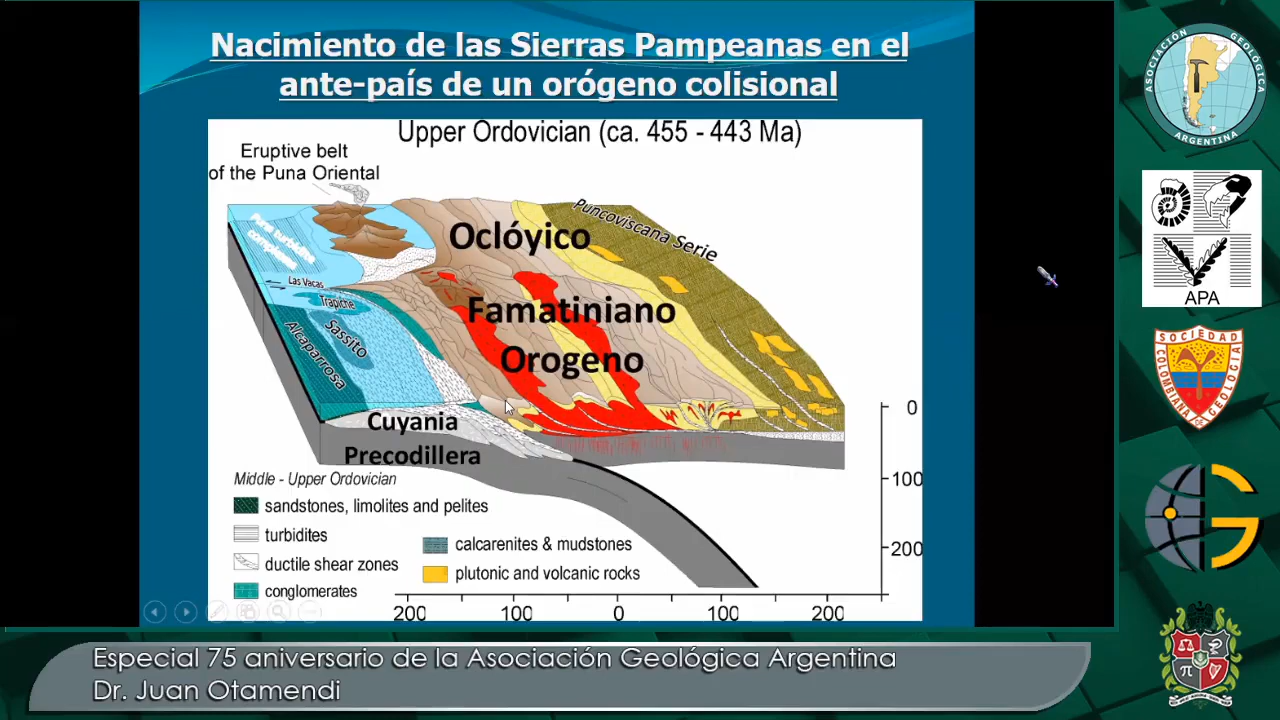 Nacimiento de las Sierras Pampeanas en el
ante-país de un orógeno colisional
Upper Ordovician (ca. 455 - 443 Ma)
Eruptive belt
of the Puna Oriental
Puncoviscana Serie
Oclóyico
Las Vacas
Trapiche
Sassito
Alcaparrosa
Famatiniano
Orogeno
Cuyania
Precodillera
0
100
200
Middle - Upper Ordovician
sandstones, limolites and pelites
turbidites
ductile shear zones
conglomerates
calcarenites & mudstones
plutonic and volcanic rocks
200 100 0 100 200
ASOCIACIÓN GEOLÓGICA
ARGENTINA
APA
SOCIEDAD
COLOMBIANA
DE
GEOLOGIA
G
Especial 75 aniversario de la Asociación Geológica Argentina
Dr. Juan Otamendi